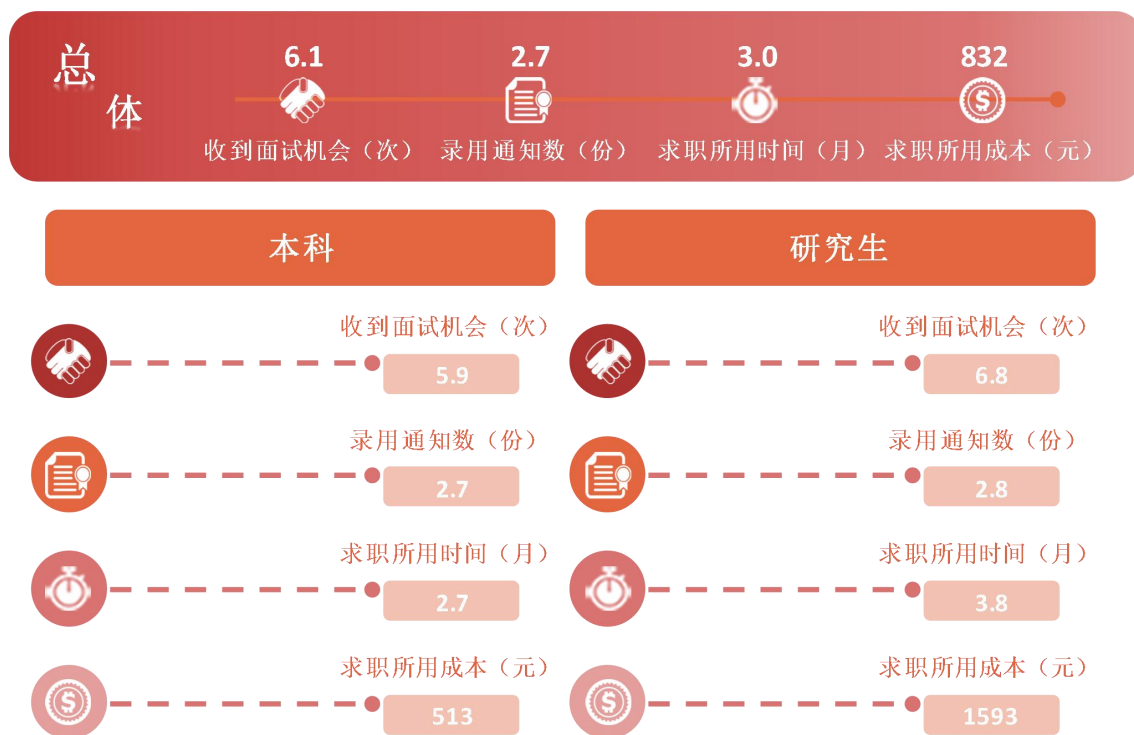 总体
6.1 2.7 3.0 832
收到面试机会（次） 录用通知数（份） 求职所用时间（月） 求职所用成本（元）
本科
收到面试机会（次）
5.9
录用通知数（份）
2.7
求职所用时间（月）
2.7
求职所用成本（元）
513
研究生
收到面试机会（次）
6.8
录用通知数（份）
2.8
求职所用时间（月）
3.8
求职所用成本（元）
1593